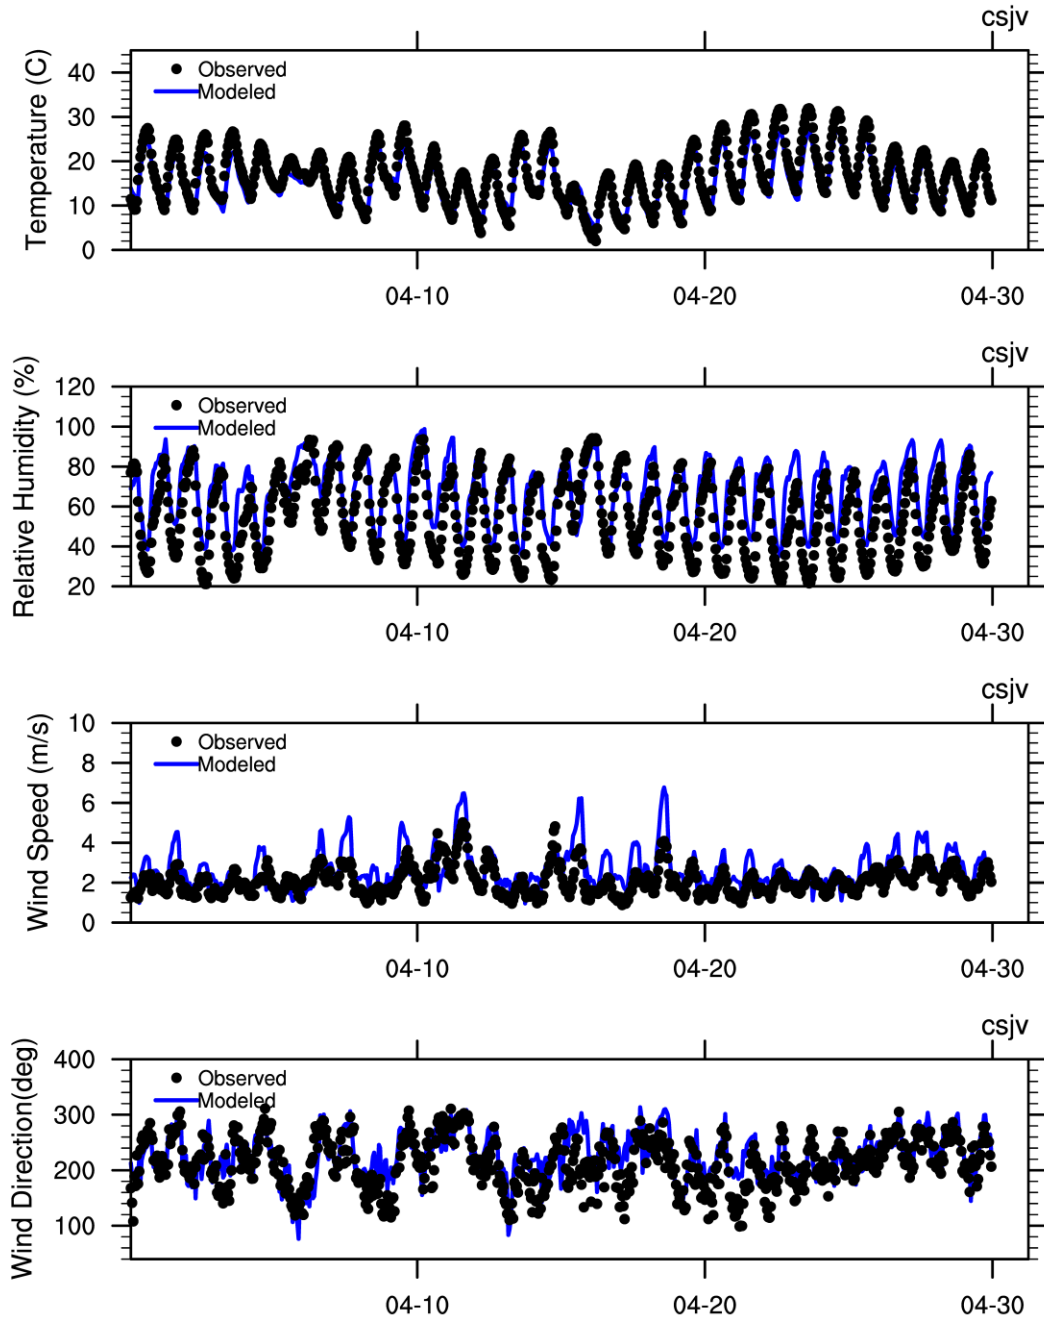 csjv
Temperature (C)
40
30
20
10
0
Observed
Modeled
04-10
04-20
04-30
csjv
Relative Humidity (%)
120
100
80
60
40
20
Observed
Modeled
04-10
04-20
04-30
csjv
Wind Speed (m/s)
10
8
6
4
2
0
Observed
Modeled
04-10
04-20
04-30
csjv
Wind Direction(deg)
400
300
200
100
Observed
Modeled
04-10
04-20
04-30